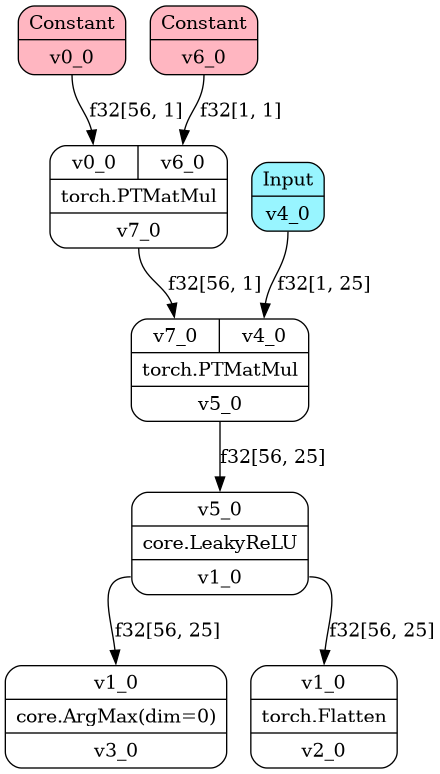 Constant
v0_0
Constant
v6_0
f32[56, 1]
f32[1, 1]
v0_0
v6_0
torch.PTMatMul
v7_0
Input
v4_0
f32[56, 1]
f32[1, 25]
v7_0
v4_0
torch.PTMatMul
v5_0
f32[56, 25]
v5_0
core.LeakyReLU
v1_0
f32[56, 25]
f32[56, 25]
v1_0
core.ArgMax(dim=0)
v3_0
v1_0
torch.Flatten
v2_0